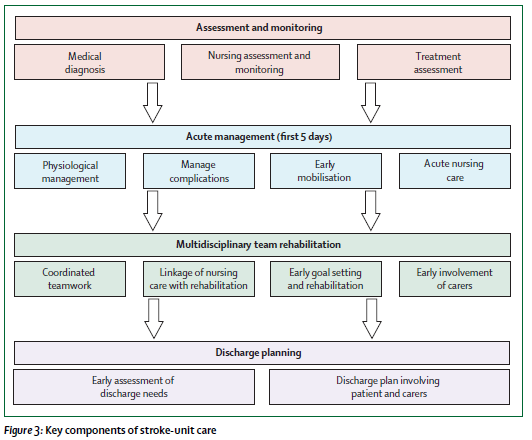 Assessment and monitoring
Medical
diagnosis
Nursing assessment and
monitoring
Treatment
assessment
Acute management (first 5 days)
Physiological
management
Manage
complications
Early
mobilisation
Acute nursing
care
Multidisciplinary team rehabilitation
Coordinated
teamwork
Linkage of nursing
care with rehabilitation
Early goal setting
and rehabilitation
Early involvement
of carers
Discharge planning
Early assessment of
discharge needs
Discharge plan involving
patient and carers
Figure 3: Key components of stroke-unit care